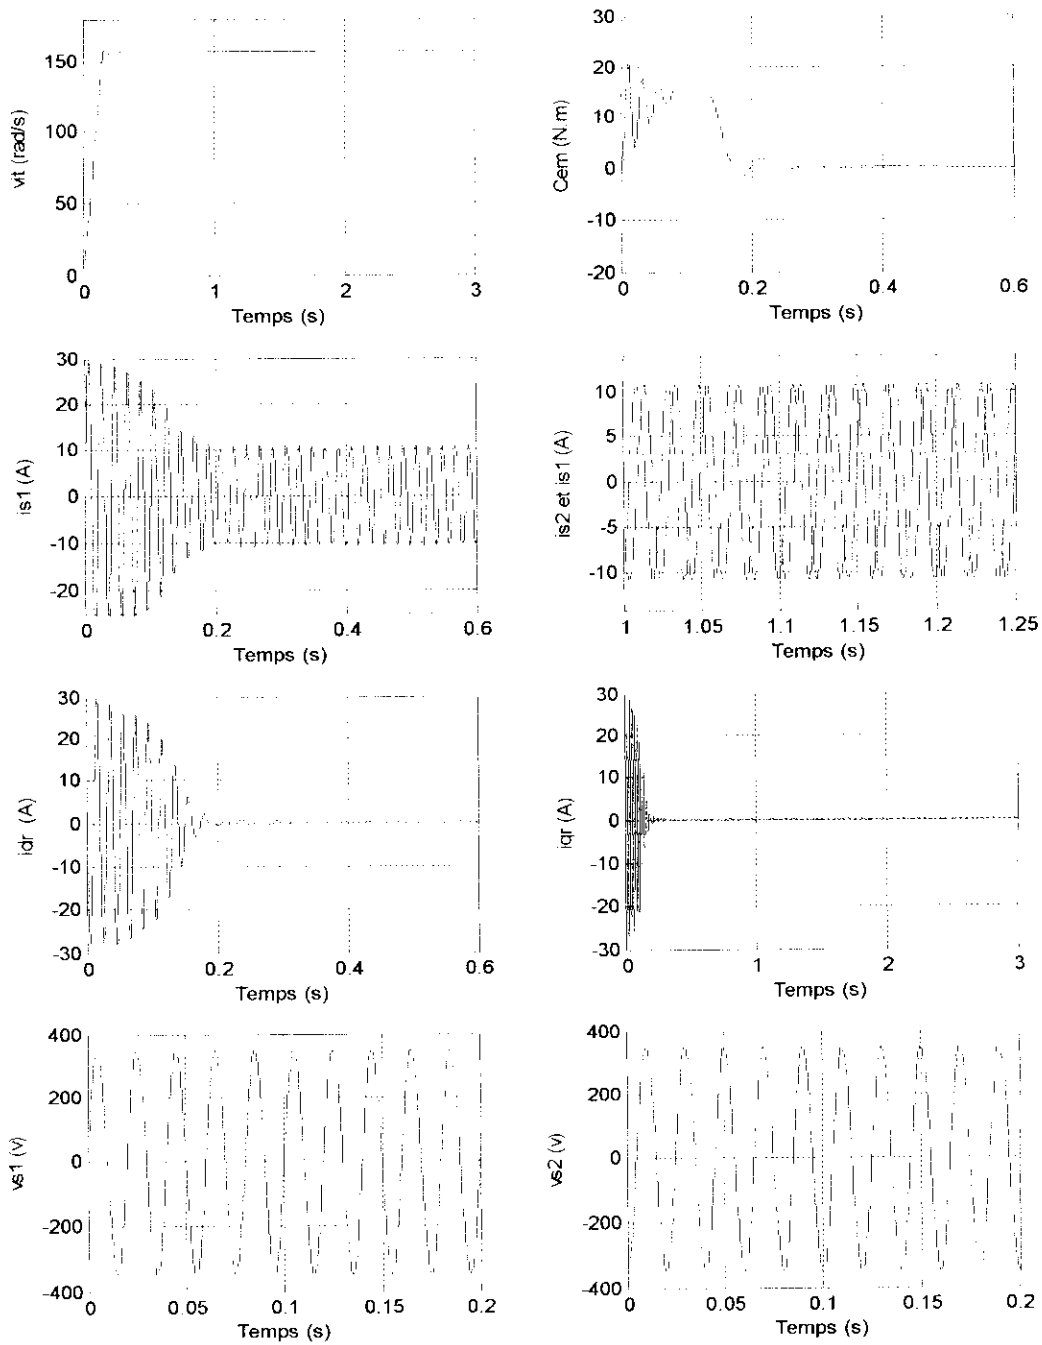 150
100
50
0
vit (rad/s)
0 1 2 3
Temps (s)
30
20
10
0
-10
-20
Cem (N.m)
0 0.2 0.4 0.6
Temps (s)
30
20
10
0
-10
-20
is1 (A)
0 0.2 0.4 0.6
Temps (s)
10
5
0
-5
-10
is2 et is1 (A)
1 1.05 1.1 1.15 1.2 1.25
Temps (s)
30
20
10
0
-10
-20
-30
idr (A)
0 0.2 0.4 0.6
Temps (s)
30
20
10
0
-10
-20
-30
iqr (A)
0 1 2 3
Temps (s)
400
200
0
-200
-400
vs1 (v)
0 0.05 0.1 0.15 0.2
Temps (s)
400
200
0
-200
-400
vs2 (v)
0 0.05 0.1 0.15 0.2
Temps (s)